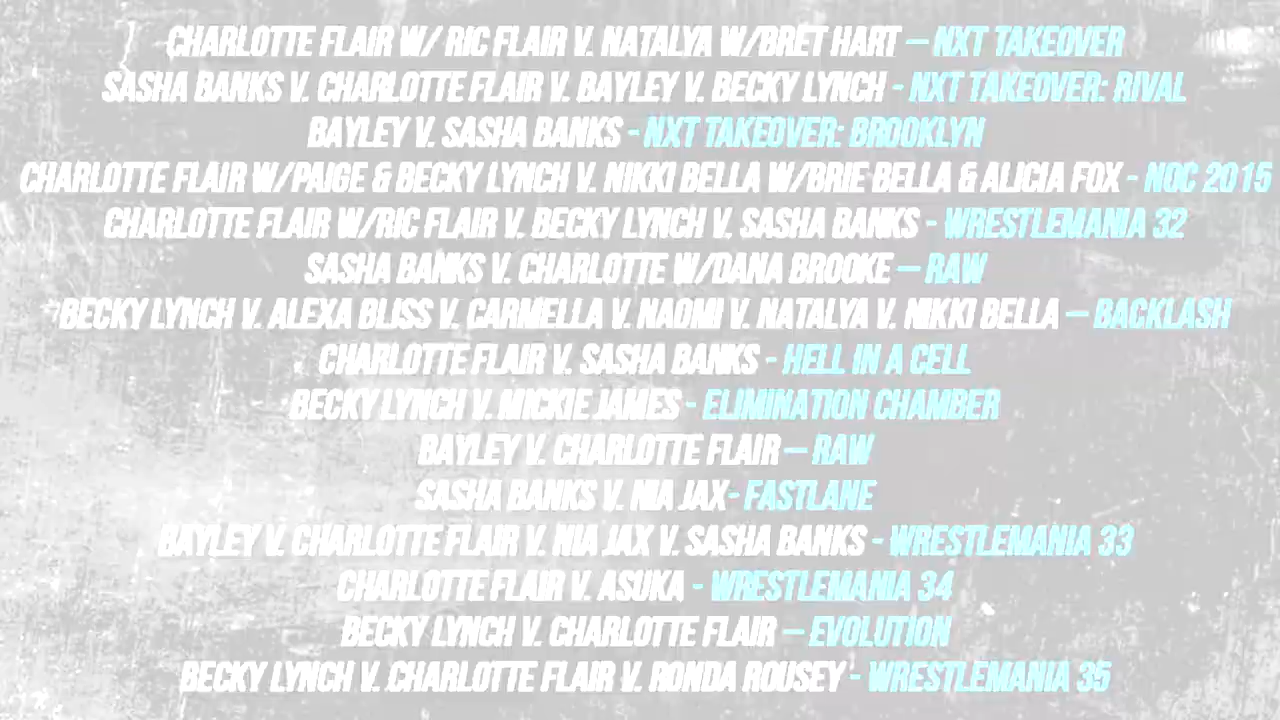 CHARLOTTE FLAIR W/ RIC FLAIR V. NATALYA W/BRET HART – NXT TAKEOVER
SASHA BANKS V. CHARLOTTE FLAIR V. BAYLEY V. BECKY LYNCH - NXT TAKEOVER: RIVAL
BAYLEY V. SASHA BANKS - NXT TAKEOVER: BROOKLYN
CHARLOTTE FLAIR W/PAIGE & BECKY LYNCH V. NIKKI BELLA W/BRIE BELLA & ALICIA FOX - NOC 2015
CHARLOTTE FLAIR W/RIC FLAIR V. BECKY LYNCH V. SASHA BANKS - WRESTLEMANIA 32
SASHA BANKS V. CHARLOTTE W/DANA BROOKE – RAW
BECKY LYNCH V. ALEXA BLISS V. CARMELLA V. NAOMI V. NATALYA V. NIKKI BELLA – BACKLASH
CHARLOTTE FLAIR V. SASHA BANKS - HELL IN A CELL
BECKY LYNCH V. MICKIE JAMES - ELIMINATION CHAMBER
BAYLEY V. CHARLOTTE FLAIR – RAW
SASHA BANKS V. NIA JAX- FASTLANE
BAYLEY V. CHARLOTTE FLAIR V. NIA JAX V. SASHA BANKS - WRESTLEMANIA 33
CHARLOTTE FLAIR V. ASUKA - WRESTLEMANIA 34
BECKY LYNCH V. CHARLOTTE FLAIR – EVOLUTION
BECKY LYNCH V. CHARLOTTE FLAIR V. RONDA ROUSEY - WRESTLEMANIA 35